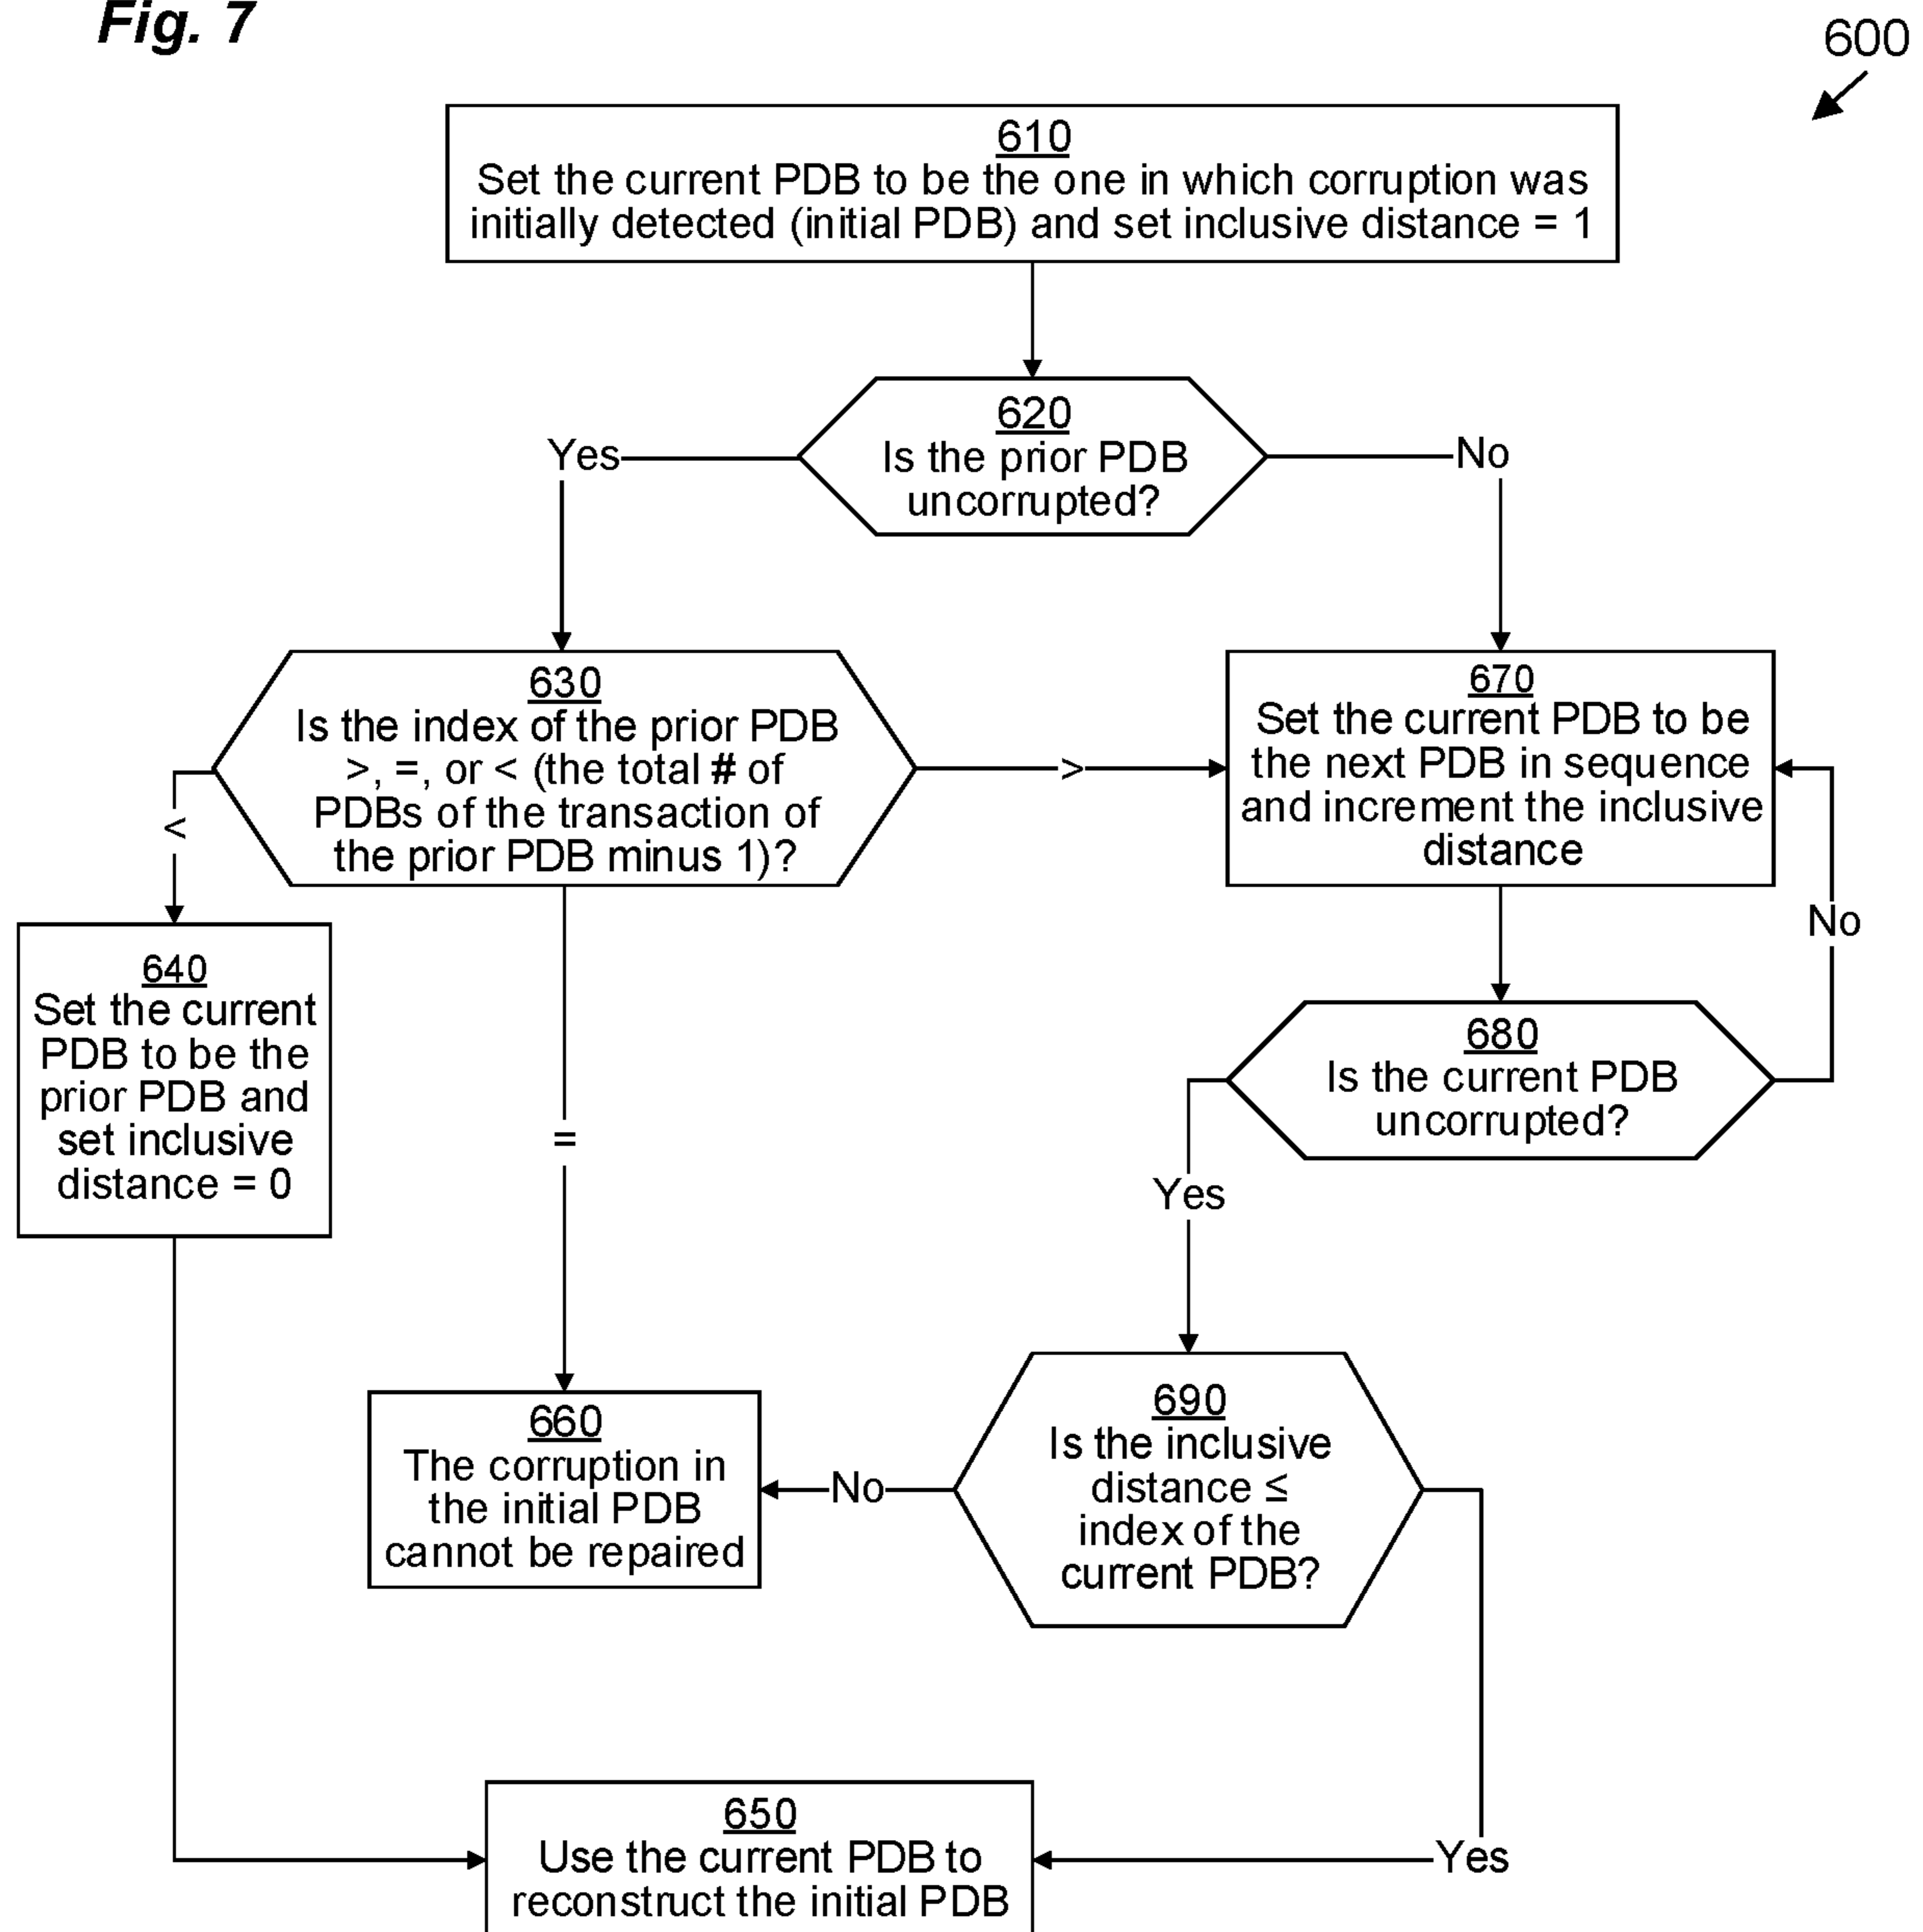 Fig. 7
600
610
Set the current PDB to be the one in which corruption was
initially detected (initial PDB) and set inclusive distance = 1
620
Is the prior PDB
uncorrupted?
Yes
No
630
Is the index of the prior PDB
>, =, or < (the total # of
PDBs of the transaction of
the prior PDB minus 1)?
>
<
=
670
Set the current PDB to be
the next PDB in sequence
and increment the inclusive
distance
No
640
Set the current
PDB to be the
prior PDB and
set inclusive
distance = 0
680
Is the current PDB
uncorrupted?
Yes
660
The corruption in
the initial PDB
cannot be repaired
No
690
Is the inclusive
distance ≤
index of the
current PDB?
650
Use the current PDB to
reconstruct the initial PDB
Yes